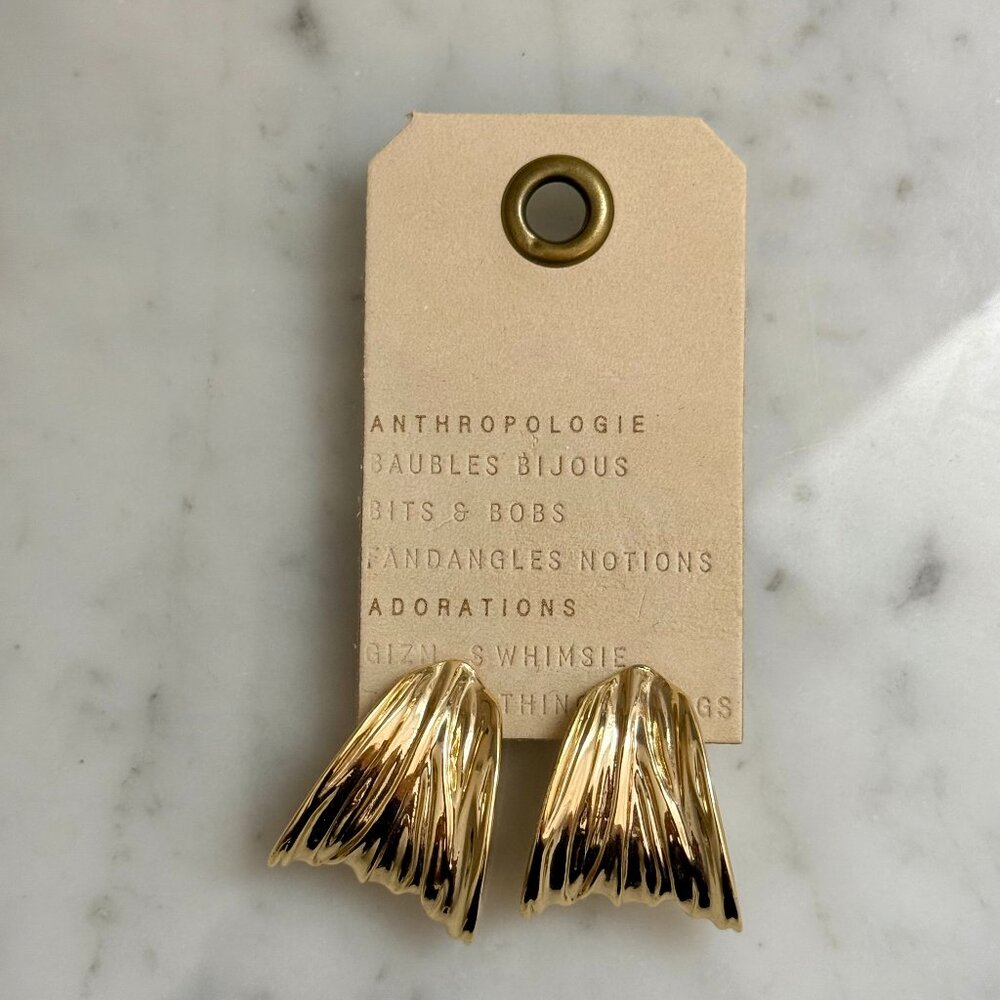 ANTHROPOLOGIE
BAUBLES BIJOUS
BITS & BOBS
FANDANGLES NOTIONS
ADORATIONS
WHIMSIE